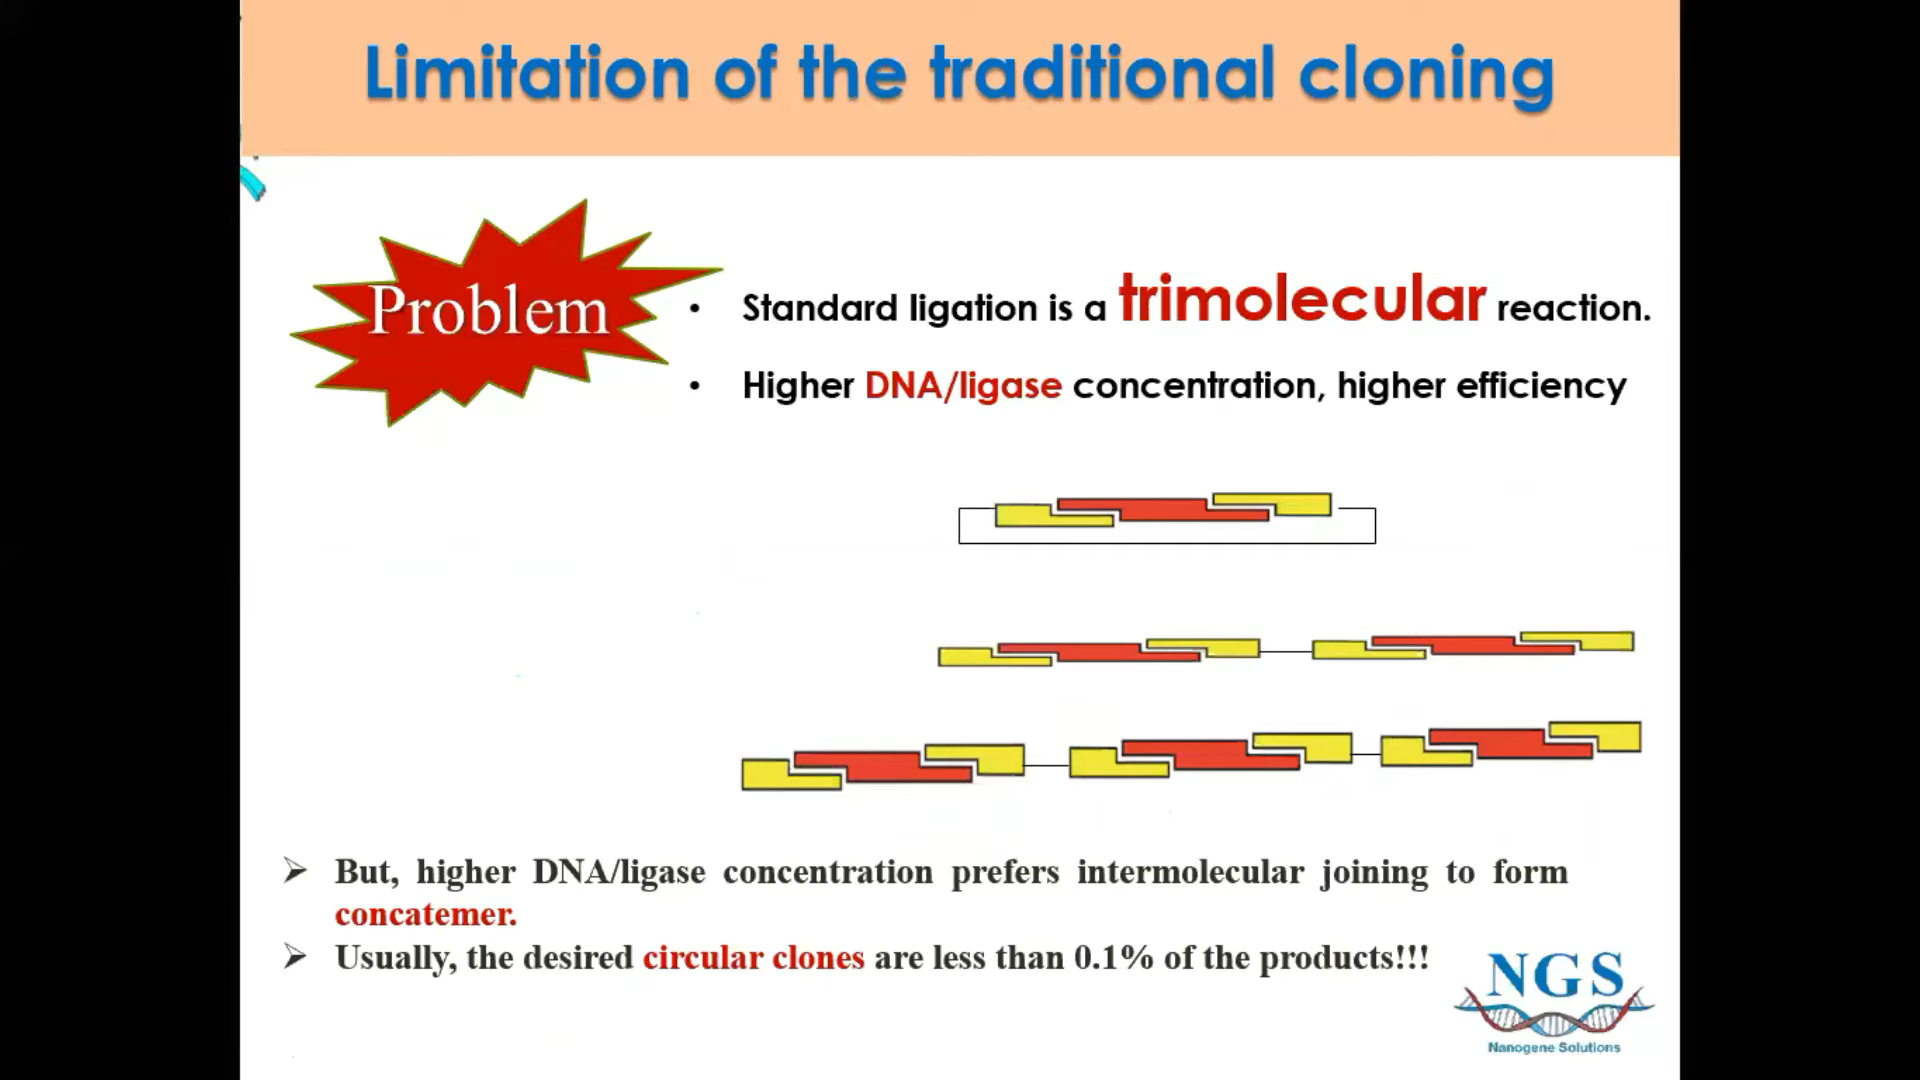 Limitation of the traditional cloning
Problem
• Standard ligation is a trimolecular reaction.
• Higher DNA/ligase concentration, higher efficiency
➢ But, higher DNA/ligase concentration prefers intermolecular joining to form
concatemer.
➢ Usually, the desired circular clones are less than 0.1% of the products!!!
NGS
Nanogene Solutions